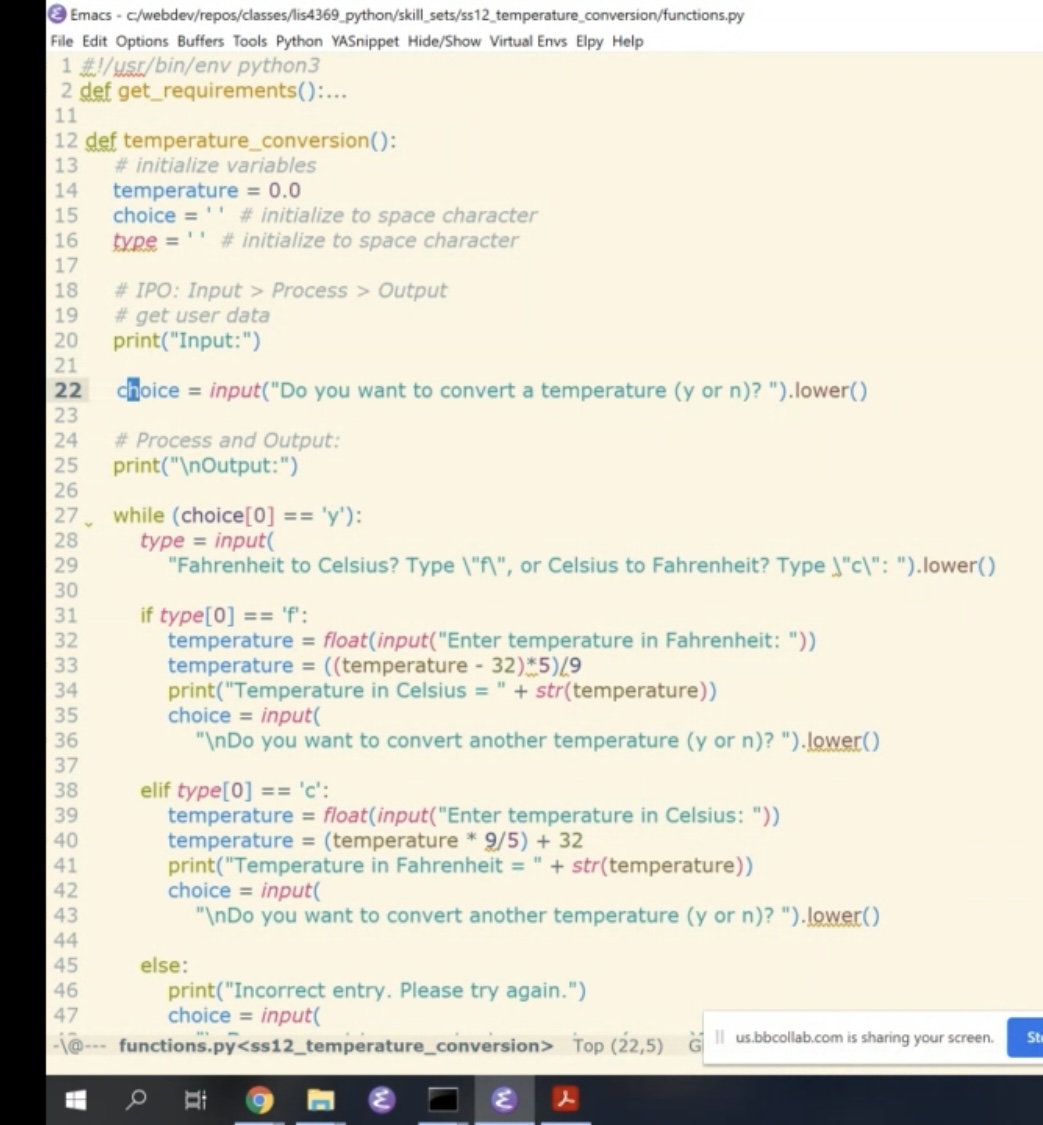 Emacs - c:/webdev/repos/classes/lis4369_python/skill_sets/ss12_temperature_conversion/functions.py
File Edit Options Buffers Tools Python YASnippet Hide/Show Virtual Envs Elpy Help
1 #!/usr/bin/env python3
2 def get_requirements():...
11
12 def temperature_conversion():
13     # initialize variables
14     temperature = 0.0
15     choice = ' '  # initialize to space character
16     type = ' '  # initialize to space character
17
18     # IPO: Input > Process > Output
19     # get user data
20     print("Input:")
21
22     choice = input("Do you want to convert a temperature (y or n)? ").lower()
23
24     # Process and Output:
25     print("\nOutput:")
26
27     while (choice[0] == 'y'):
28         type = input(
29             "Fahrenheit to Celsius? Type \"f\", or Celsius to Fahrenheit? Type \"c\": ").lower()
30
31         if type[0] == 'f':
32             temperature = float(input("Enter temperature in Fahrenheit: "))
33             temperature = ((temperature - 32)*5)/9
34             print("Temperature in Celsius = " + str(temperature))
35             choice = input(
36                 "\nDo you want to convert another temperature (y or n)? ").lower()
37
38         elif type[0] == 'c':
39             temperature = float(input("Enter temperature in Celsius: "))
40             temperature = (temperature * 9/5) + 32
41             print("Temperature in Fahrenheit = " + str(temperature))
42             choice = input(
43                 "\nDo you want to convert another temperature (y or n)? ").lower()
44
45         else:
46             print("Incorrect entry. Please try again.")
47             choice = input(
-\@--- functions.py<ss12_temperature_conversion> Top (22,5) G
us.bbcollab.com is sharing your screen.